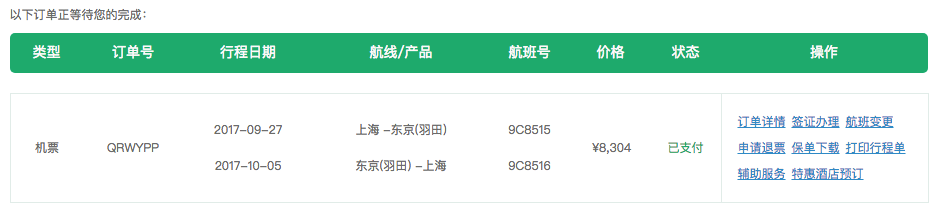 以下订单正等待您的完成：
类型 订单号 行程日期 航线/产品 航班号 价格 状态 操作
2017-09-27 上海 -东京(羽田) 9C8515
机票 QRWYPP ¥8,304 已支付
2017-10-05 东京(羽田) -上海 9C8516
订单详情 签证办理 航班变更
申请退票 保单下载 打印行程单
辅助服务 特惠酒店预订